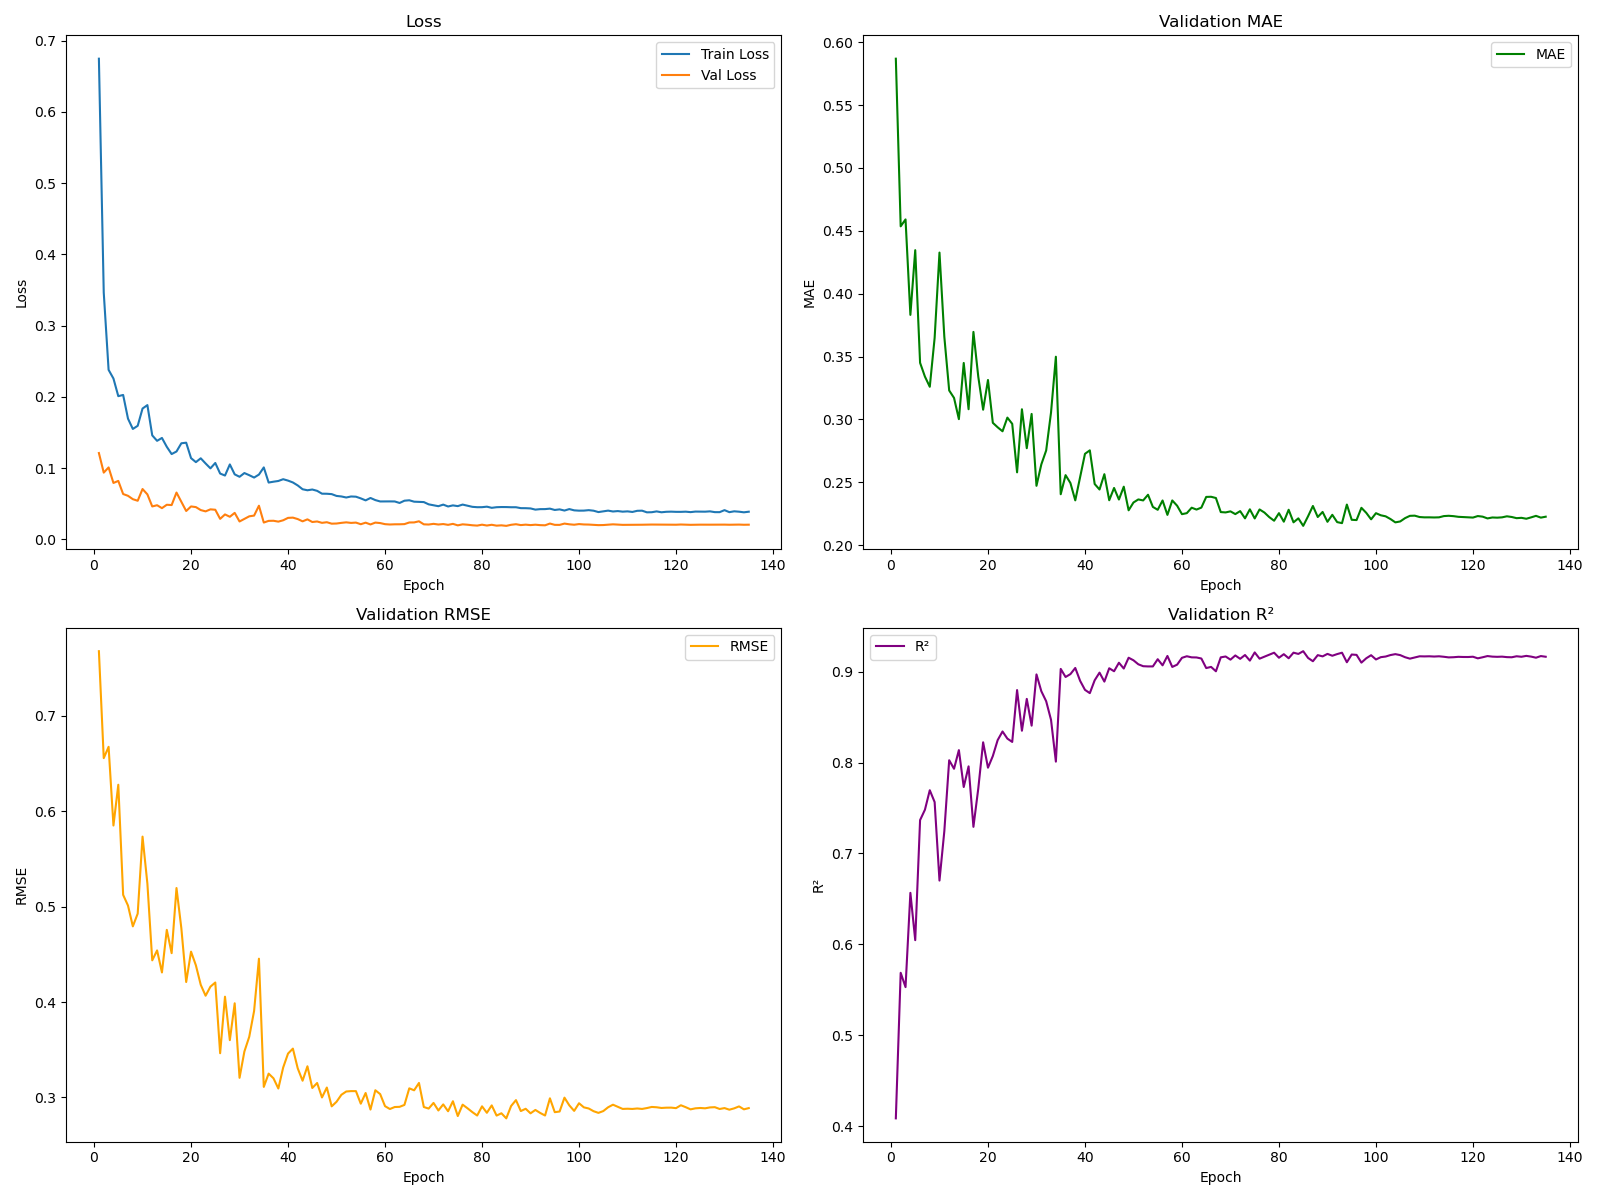 Loss
0.7
0.6
0.5
0.4
0.3
0.2
0.1
0.0
Loss
Train Loss
Val Loss
0 20 40 60 80 100 120 140
Epoch
Validation MAE
0.60
0.55
0.50
0.45
0.40
0.35
0.30
0.25
0.20
MAE
MAE
0 20 40 60 80 100 120 140
Epoch
Validation RMSE
0.7
0.6
0.5
0.4
0.3
RMSE
RMSE
0 20 40 60 80 100 120 140
Epoch
Validation R²
0.9
0.8
0.7
0.6
0.5
0.4
R²
R²
0 20 40 60 80 100 120 140
Epoch